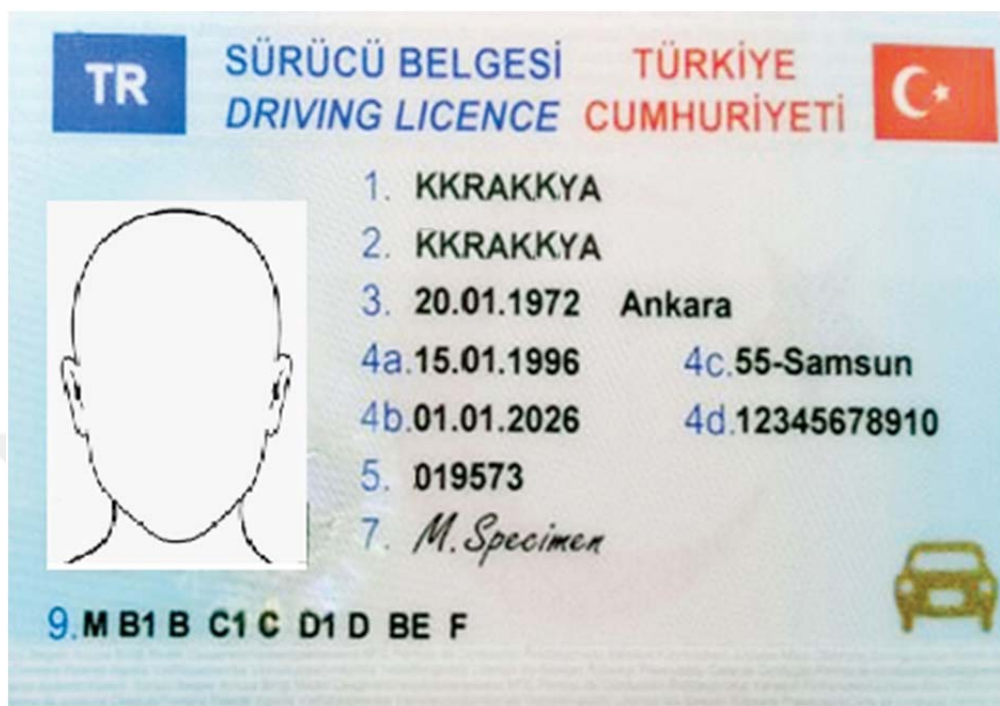 TR
SÜRÜCÜ BELGESİ
DRIVING LICENCE
TÜRKİYE
CUMHURİYETİ
1. KKRAKKYA
2. KKRAKKYA
3. 20.01.1972 Ankara
4a.15.01.1996 4c.55-Samsun
4b.01.01.2026 4d.12345678910
5. 019573
7. M. Specimen
9.M B1 B C1 C D1 D BE F